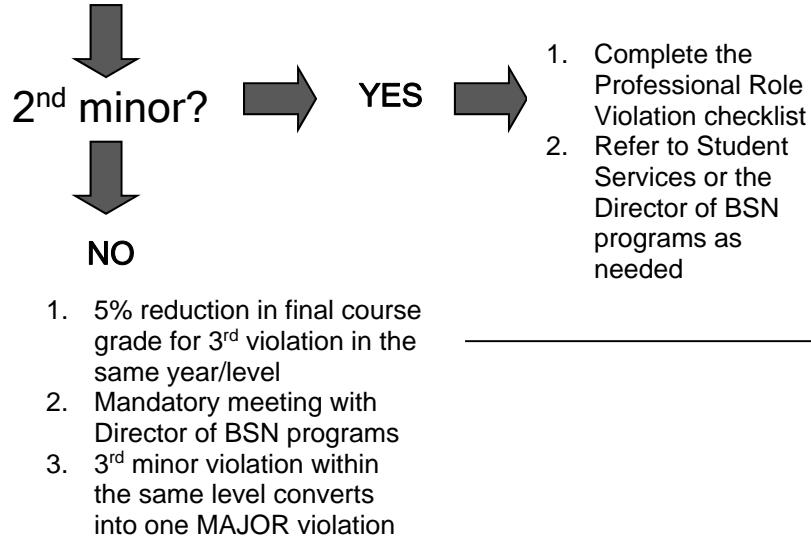 2nd minor?
YES
1. Complete the
Professional Role
Violation checklist
2. Refer to Student
Services or the
Director of BSN
programs as
needed
NO
1. 5% reduction in final course
grade for 3rd violation in the
same year/level
2. Mandatory meeting with
Director of BSN programs
3. 3rd minor violation within
the same level converts
into one MAJOR violation